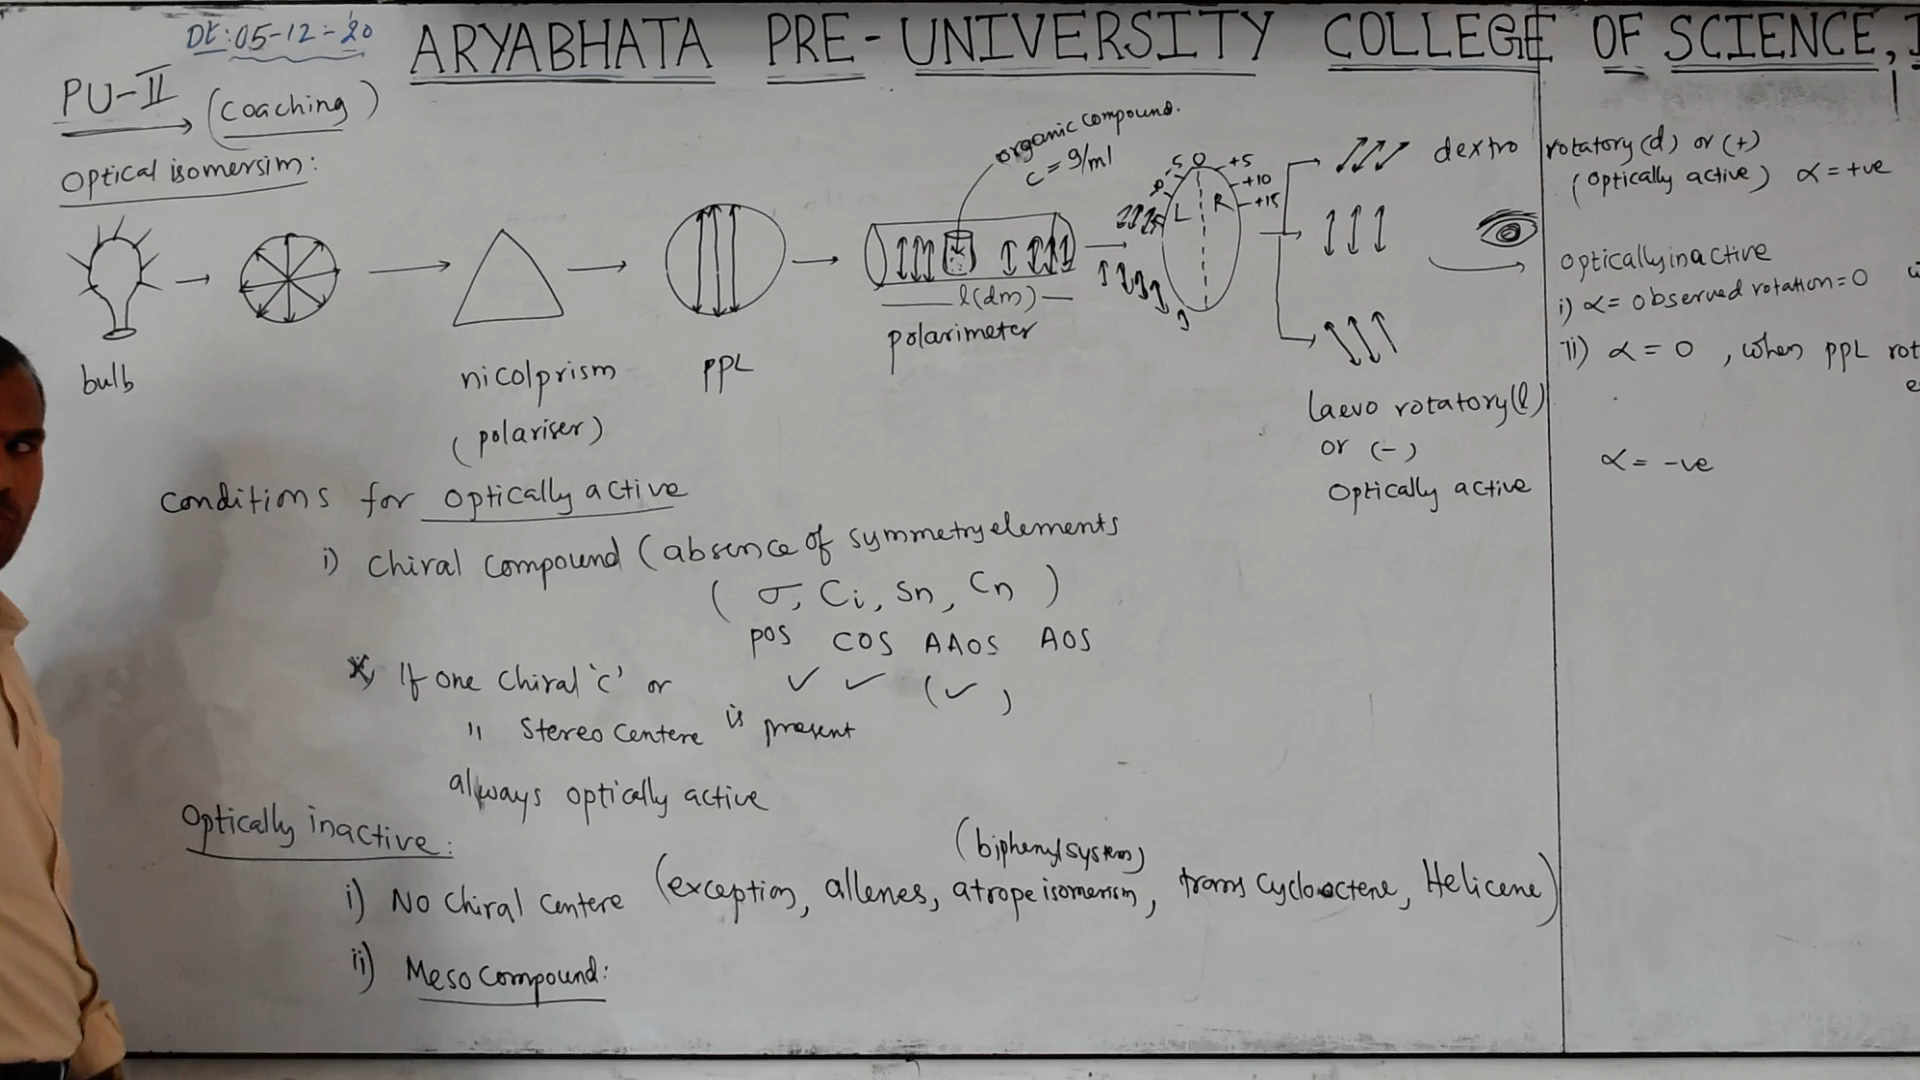 Dt: 05-12-20
ARYABHATA PRE-UNIVERSITY COLLEGE OF SCIENCE,
PU-II (coaching)
Optical isomersim:
organic compound.
c = g/ml
-5 0 +5
+10
+15
L R
bulb
nicolprism
(polariser)
PPL
l(dm)
polarimeter
dextro rotatory (d) or (+)
(optically active) α = +ve
optically inactive
i) α = observed rotation = 0
ii) α = 0, when PPL rot
Laevo rotatory (l)
or (-)
Optically active
α = -ve
Conditions for optically active
i) Chiral compound (absence of symmetry elements
(σ, Ci, Sn, Cn)
POS COS AAOS AOS
✓ ✓ (✓)
* If one chiral 'c' or
" Stereo Centere is present
always optically active
Optically inactive:
(biphenyl system)
i) No Chiral Centere (exception, allenes, atrope isomerism, trans cyclooctene, Helicene)
ii) Meso compound: